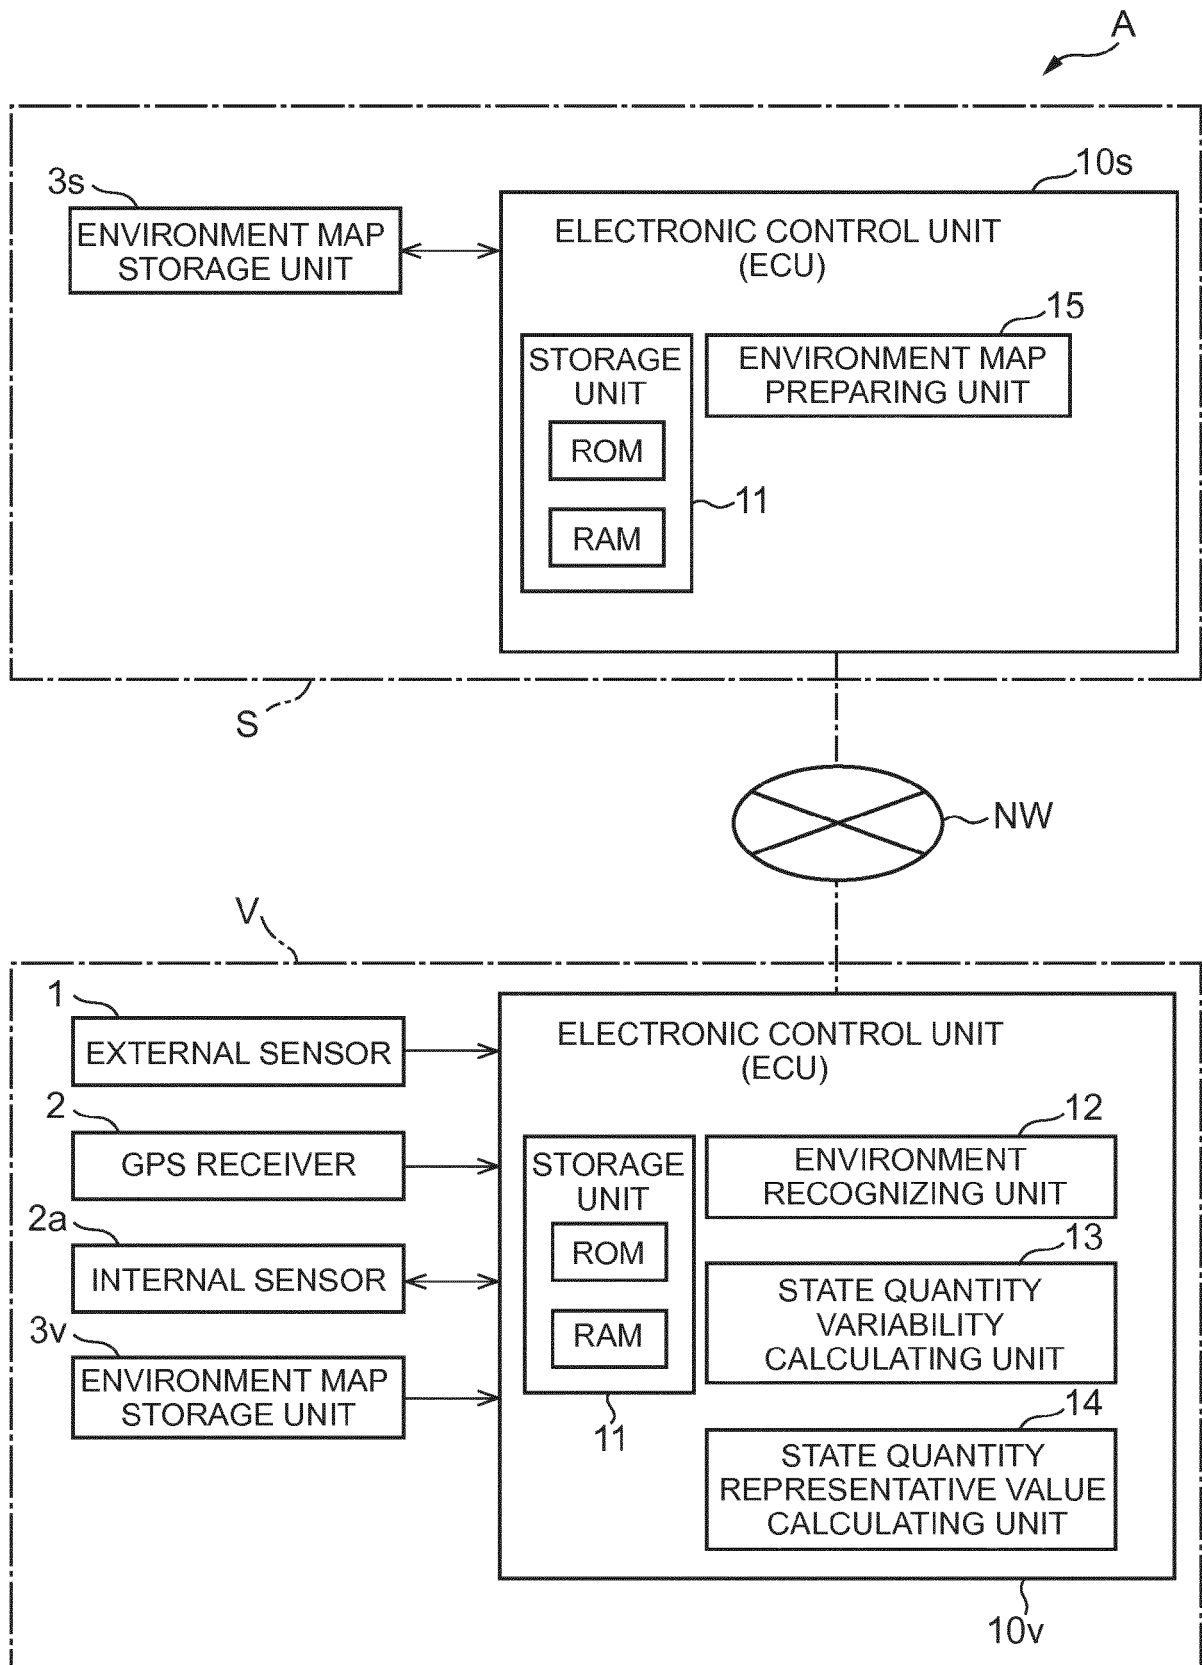 A
3s
10s
ENVIRONMENT MAP
STORAGE UNIT
ELECTRONIC CONTROL UNIT
(ECU)
15
STORAGE
UNIT
ENVIRONMENT MAP
PREPARING UNIT
ROM
11
RAM
S
NW
V
1
EXTERNAL SENSOR
ELECTRONIC CONTROL UNIT
(ECU)
2
GPS RECEIVER
12
STORAGE
UNIT
ENVIRONMENT
RECOGNIZING UNIT
2a
INTERNAL SENSOR
ROM
13
STATE QUANTITY
VARIABILITY
CALCULATING UNIT
3v
RAM
ENVIRONMENT MAP
STORAGE UNIT
11
14
STATE QUANTITY
REPRESENTATIVE VALUE
CALCULATING UNIT
10v